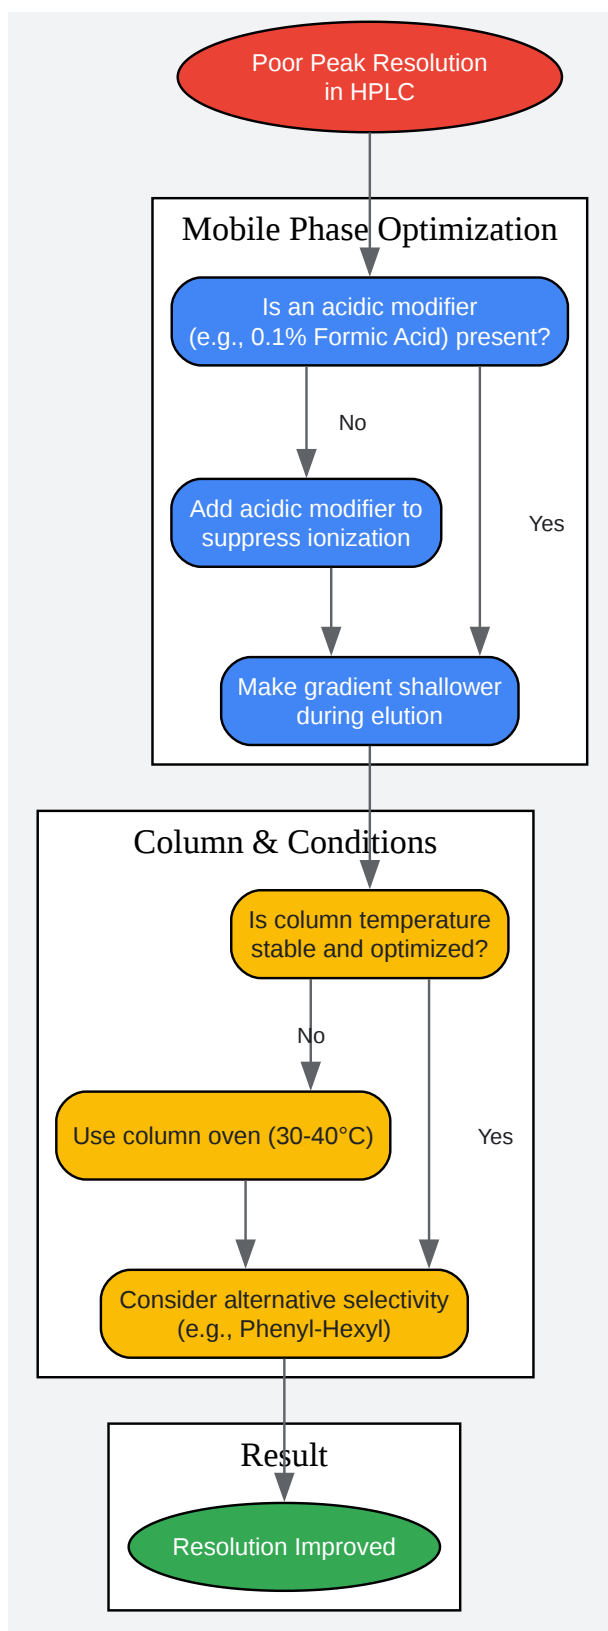 Poor Peak Resolution
in HPLC
Mobile Phase Optimization
Is an acidic modifier
(e.g., 0.1% Formic Acid) present?
No
Add acidic modifier to
suppress ionization
Yes
Make gradient shallower
during elution
Column & Conditions
Is column temperature
stable and optimized?
No
Use column oven (30-40°C)
Yes
Consider alternative selectivity
(e.g., Phenyl-Hexyl)
Result
Resolution Improved